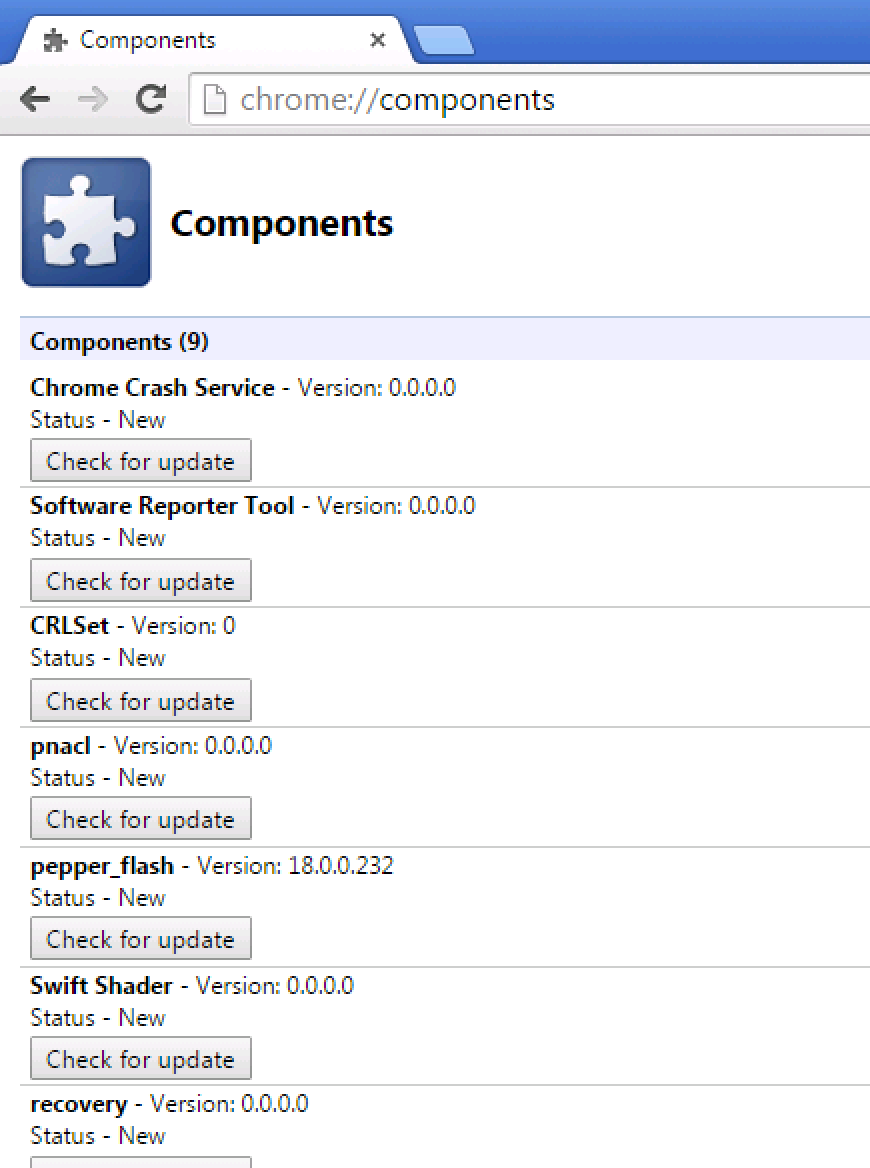 Components
chrome://components
Components
Components (9)
Chrome Crash Service - Version: 0.0.0.0
Status - New
Check for update
Software Reporter Tool - Version: 0.0.0.0
Status - New
Check for update
CRLSet - Version: 0
Status - New
Check for update
pnacl - Version: 0.0.0.0
Status - New
Check for update
pepper_flash - Version: 18.0.0.232
Status - New
Check for update
Swift Shader - Version: 0.0.0.0
Status - New
Check for update
recovery - Version: 0.0.0.0
Status - New